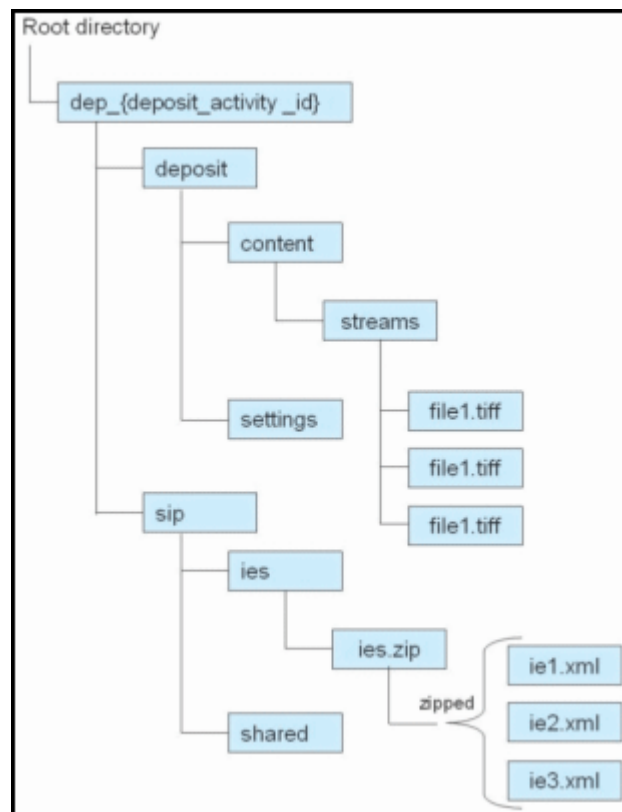 Root directory
dep_{deposit_activity _id}
deposit
content
streams
file1.tiff
settings
file1.tiff
file1.tiff
sip
ies
ies.zip
zipped
ie1.xml
ie2.xml
shared
ie3.xml